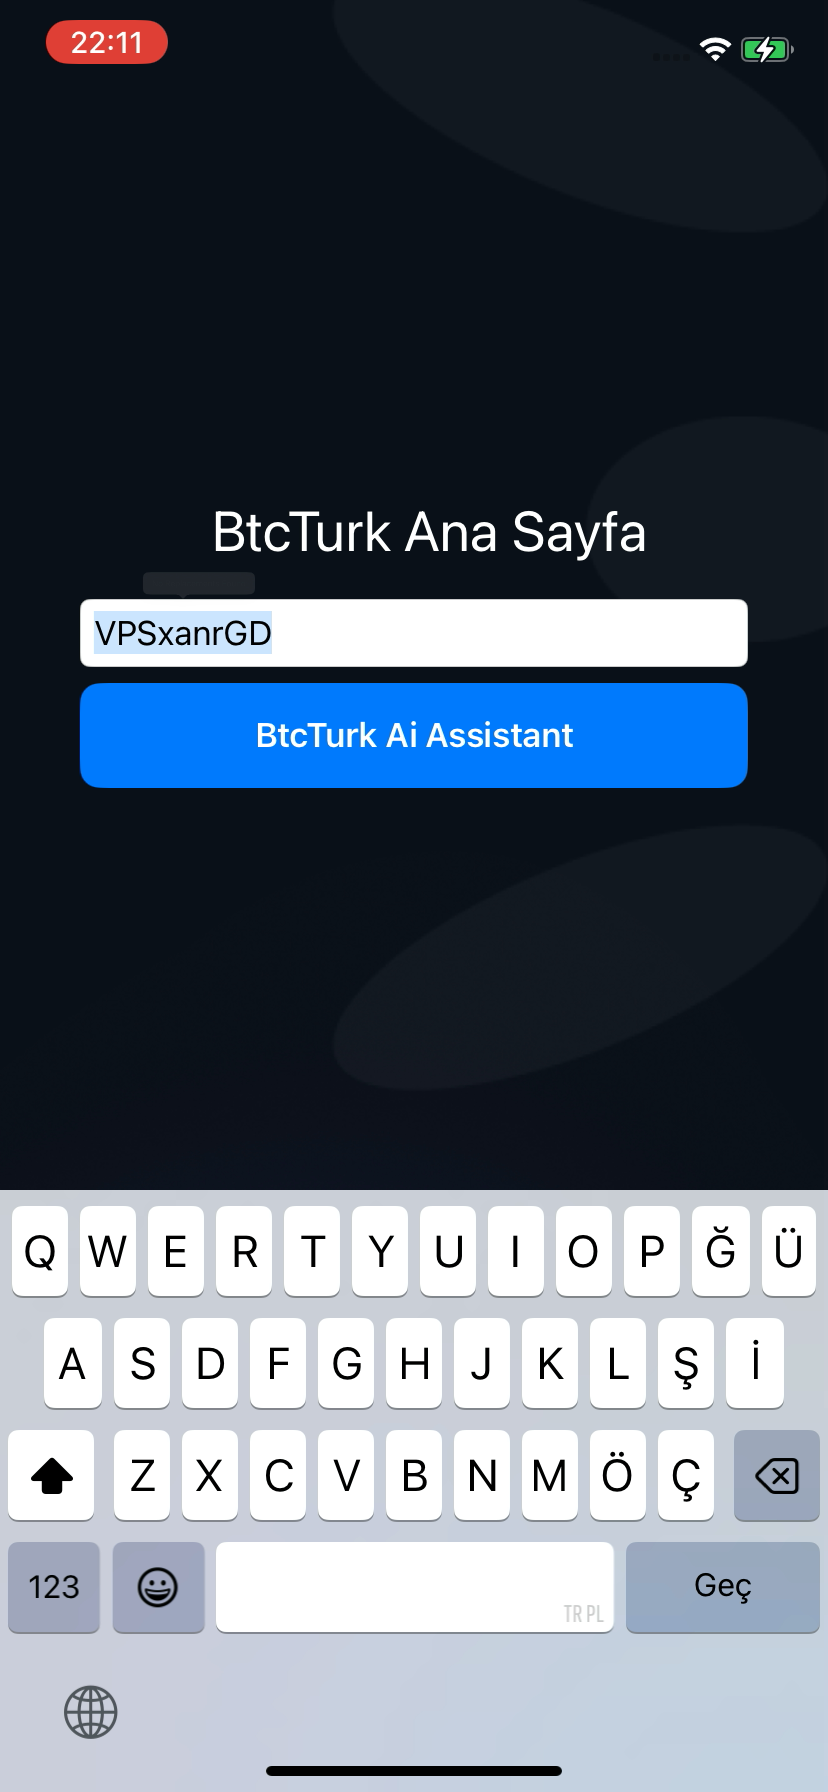 22:11
BtcTurk Ana Sayfa
VPSxanrGD
BtcTurk Ai Assistant
Q W E R T Y U I O P Ğ Ü
A S D F G H J K L Ş İ
Z X C V B N M Ö Ç
123
TR PL
Geç